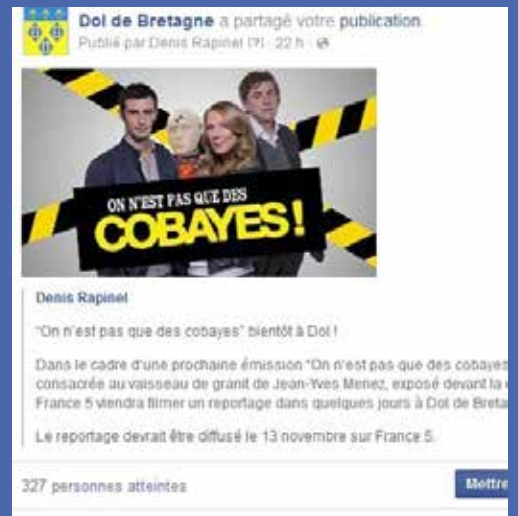 Dol de Bretagne a partagé votre publication.
Publié par Denis Rapinel [?] · 22 h ·
ON N'EST PAS QUE DES
COBAYES !
Denis Rapinel
"On n'est pas que des cobayes" bientôt à Dol !
Dans le cadre d'une prochaine émission "On n'est pas que des cobayes
consacrée au vaisseau de granit de Jean-Yves Menez, exposé devant la
France 5 viendra filmer un reportage dans quelques jours à Dol de Breta
Le reportage devrait être diffusé le 13 novembre sur France 5.
327 personnes atteintes
Mettre